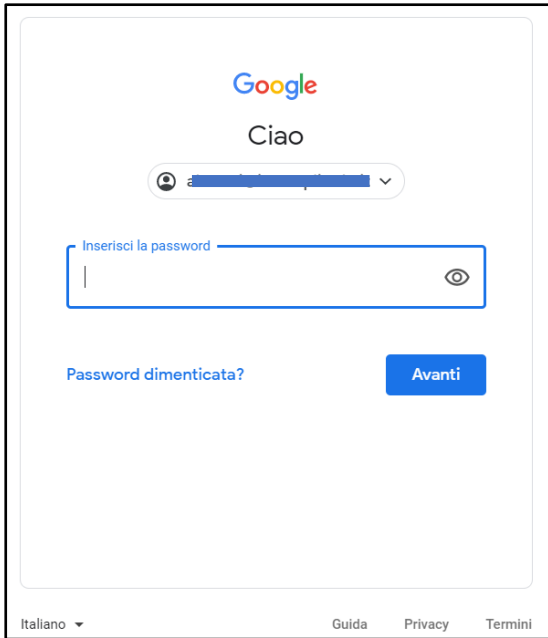 Google
Ciao
Inserisci la password
Password dimenticata?
Avanti
Italiano
Guida
Privacy
Termini